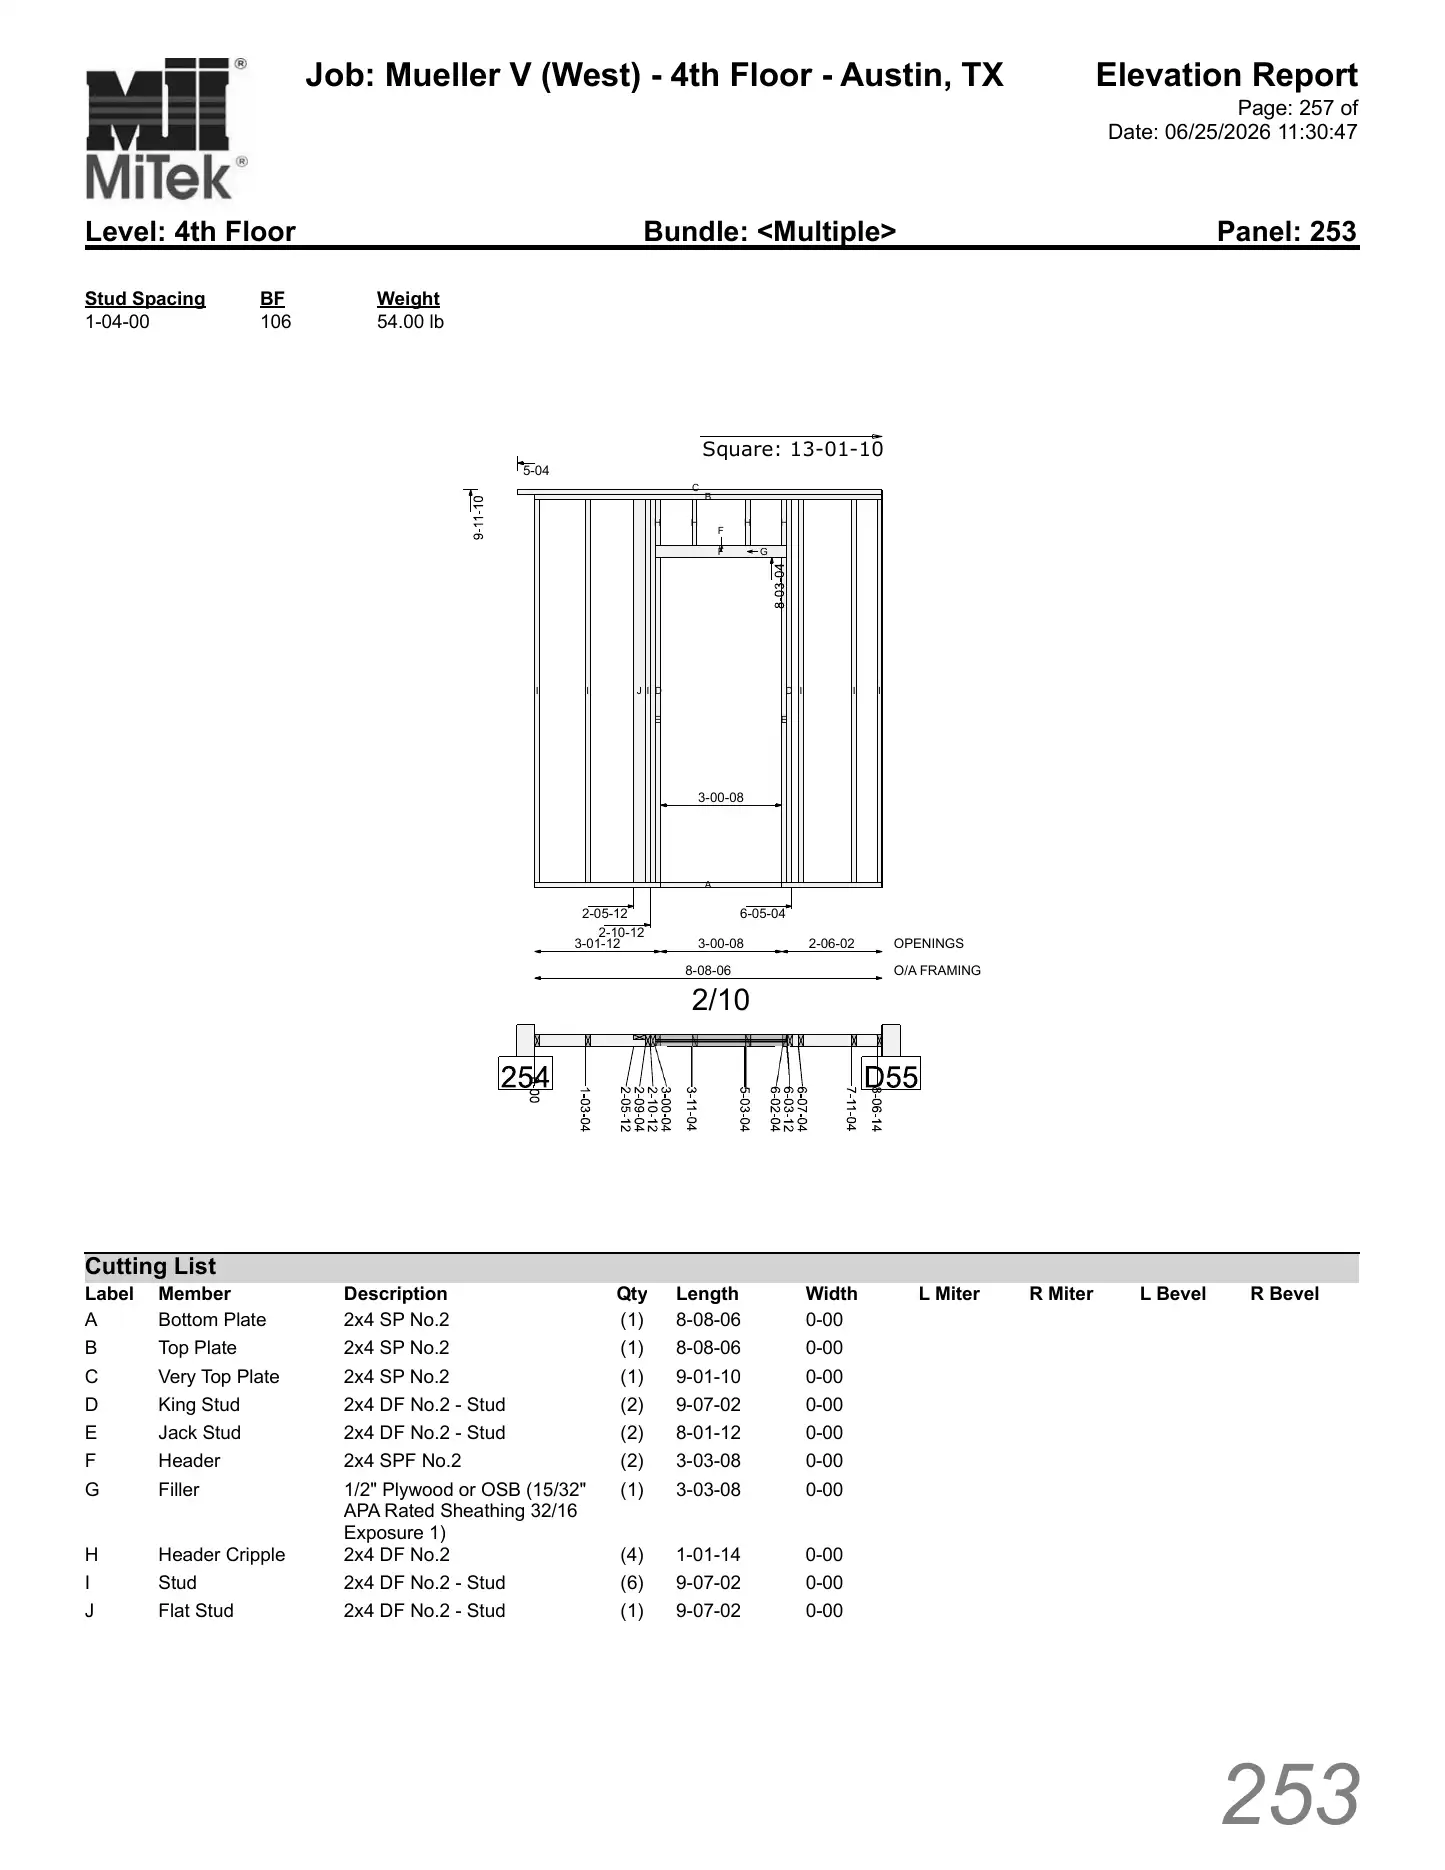 MiTek®
Job: Mueller V (West) - 4th Floor - Austin, TX
Elevation Report
Page: 257 of
Date: 06/25/2026 11:30:47
Level: 4th Floor Bundle: <Multiple> Panel: 253
Stud Spacing BF Weight
1-04-00 106 54.00 lb
Square: 13-01-10
5-04
9-11-10
C
B
H H H H
F
F G
8-03-04
I I J I D D I I I
E E
3-00-08
A
2-05-12 6-05-04
2-10-12
3-01-12 3-00-08 2-06-02 OPENINGS
8-08-06 O/A FRAMING
2/10
254 D55
1-03-04
2-05-12
2-09-04
2-10-12
3-00-04
3-11-04
5-03-04
6-02-04
6-03-12
6-07-04
7-11-04
8-06-14
Cutting List
Label Member Description Qty Length Width L Miter R Miter L Bevel R Bevel
A Bottom Plate 2x4 SP No.2 (1) 8-08-06 0-00
B Top Plate 2x4 SP No.2 (1) 8-08-06 0-00
C Very Top Plate 2x4 SP No.2 (1) 9-01-10 0-00
D King Stud 2x4 DF No.2 - Stud (2) 9-07-02 0-00
E Jack Stud 2x4 DF No.2 - Stud (2) 8-01-12 0-00
F Header 2x4 SPF No.2 (2) 3-03-08 0-00
G Filler 1/2" Plywood or OSB (15/32" (1) 3-03-08 0-00
APA Rated Sheathing 32/16
Exposure 1)
H Header Cripple 2x4 DF No.2 (4) 1-01-14 0-00
I Stud 2x4 DF No.2 - Stud (6) 9-07-02 0-00
J Flat Stud 2x4 DF No.2 - Stud (1) 9-07-02 0-00
253